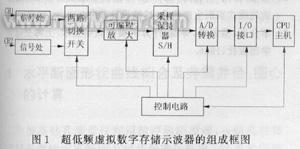 信号处
信号处
两路
切换
开关
可编程
放大
采样
保持器
S/H
A/D
转换
I/O
接口
CPU
主机
控制电路
图1 超低频虚拟数字存储示波器的组成框图